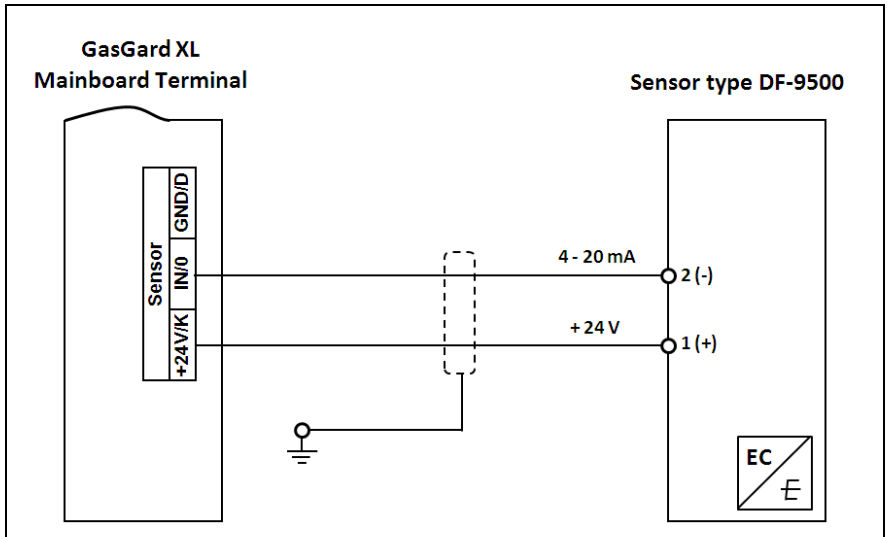 GasGard XL
Mainboard Terminal
Sensor type DF-9500
Sensor
GND/D
IN/0
+24V/K
4 - 20 mA
2 (-)
+ 24 V
1 (+)
EC
E